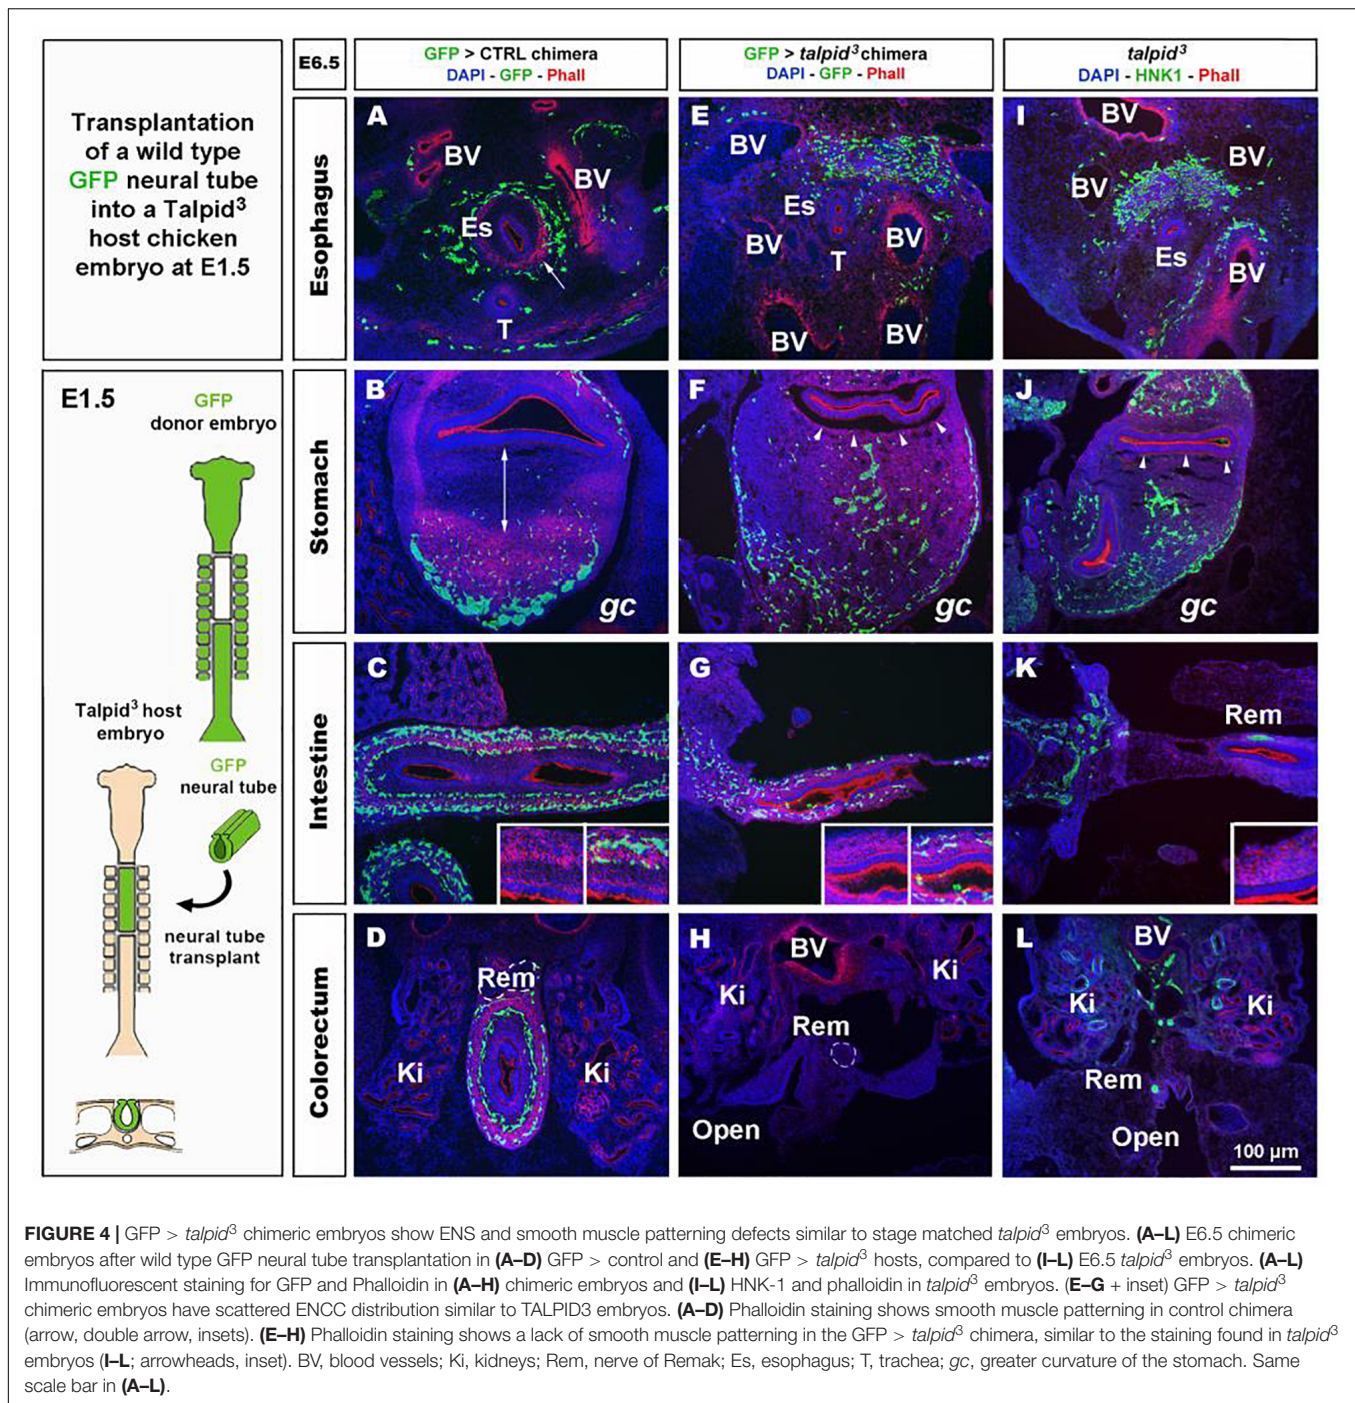 Transplantation
of a wild type
GFP neural tube
into a Talpid³
host chicken
embryo at E1.5
E1.5
GFP
donor embryo
Talpid³ host
embryo
GFP
neural tube
neural tube
transplant
E6.5
GFP > CTRL chimera
DAPI - GFP - Phall
GFP > talpid³ chimera
DAPI - GFP - Phall
talpid³
DAPI - HNK1 - Phall
Esophagus
A
BV
BV
Es
T
E
BV
Es
BV
BV
T
BV
BV
I
BV
BV
BV
Es
BV
Stomach
B
gc
F
gc
J
gc
Intestine
C
G
K
Rem
Colorectum
D
Rem
Ki
Ki
H
BV
Ki
Ki
Rem
Open
L
BV
Ki
Ki
Rem
Open
100 µm
FIGURE 4 | GFP > talpid³ chimeric embryos show ENS and smooth muscle patterning defects similar to stage matched talpid³ embryos. (A–L) E6.5 chimeric
embryos after wild type GFP neural tube transplantation in (A–D) GFP > control and (E–H) GFP > talpid³ hosts, compared to (I–L) E6.5 talpid³ embryos. (A–L)
Immunofluorescent staining for GFP and Phalloidin in (A–H) chimeric embryos and (I–L) HNK-1 and phalloidin in talpid³ embryos. (E–G + inset) GFP > talpid³
chimeric embryos have scattered ENCC distribution similar to TALPID3 embryos. (A–D) Phalloidin staining shows smooth muscle patterning in control chimera
(arrow, double arrow, insets). (E–H) Phalloidin staining shows a lack of smooth muscle patterning in the GFP > talpid³ chimera, similar to the staining found in talpid³
embryos (I–L; arrowheads, inset). BV, blood vessels; Ki, kidneys; Rem, nerve of Remak; Es, esophagus; T, trachea; gc, greater curvature of the stomach. Same
scale bar in (A–L).